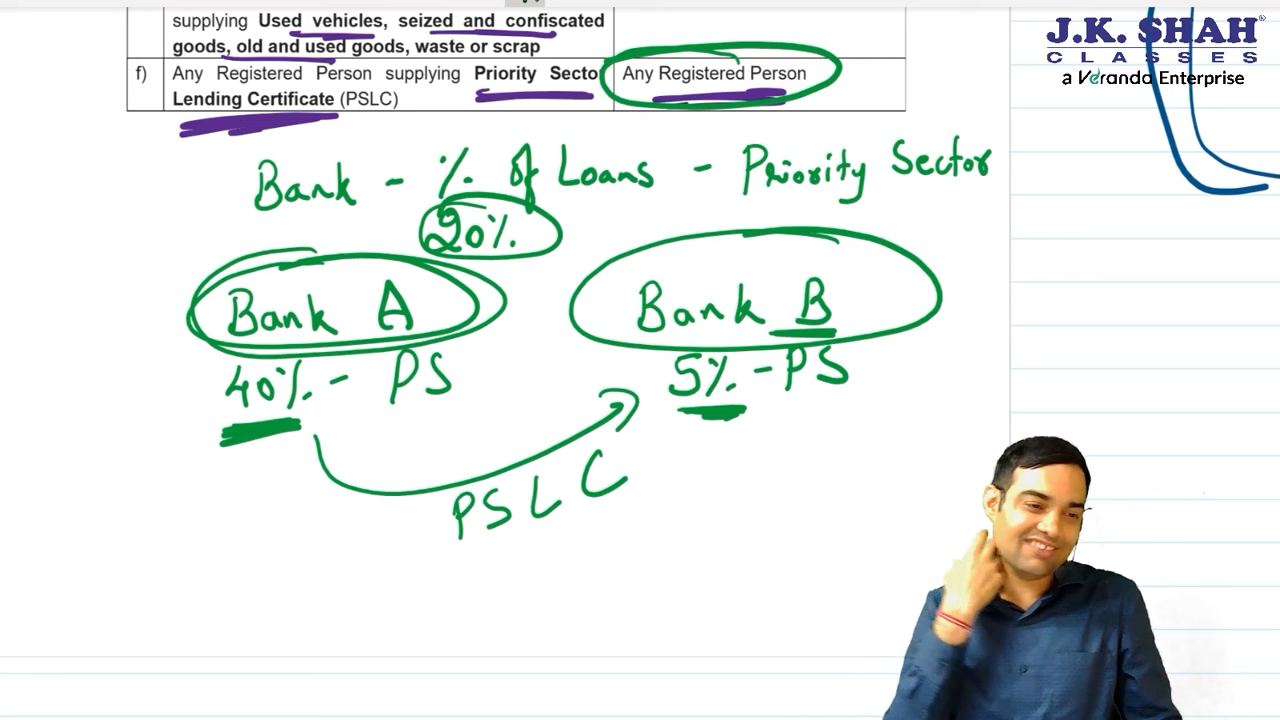 supplying Used vehicles, seized and confiscated
goods, old and used goods, waste or scrap
f) Any Registered Person supplying Priority Secto Any Registered Person
Lending Certificate (PSLC)
J.K. SHAH
CLASSES
a Veranda Enterprise
Bank - % of Loans - Priority Sector
20%
Bank A Bank B
40% - PS 5% - PS
PSLC